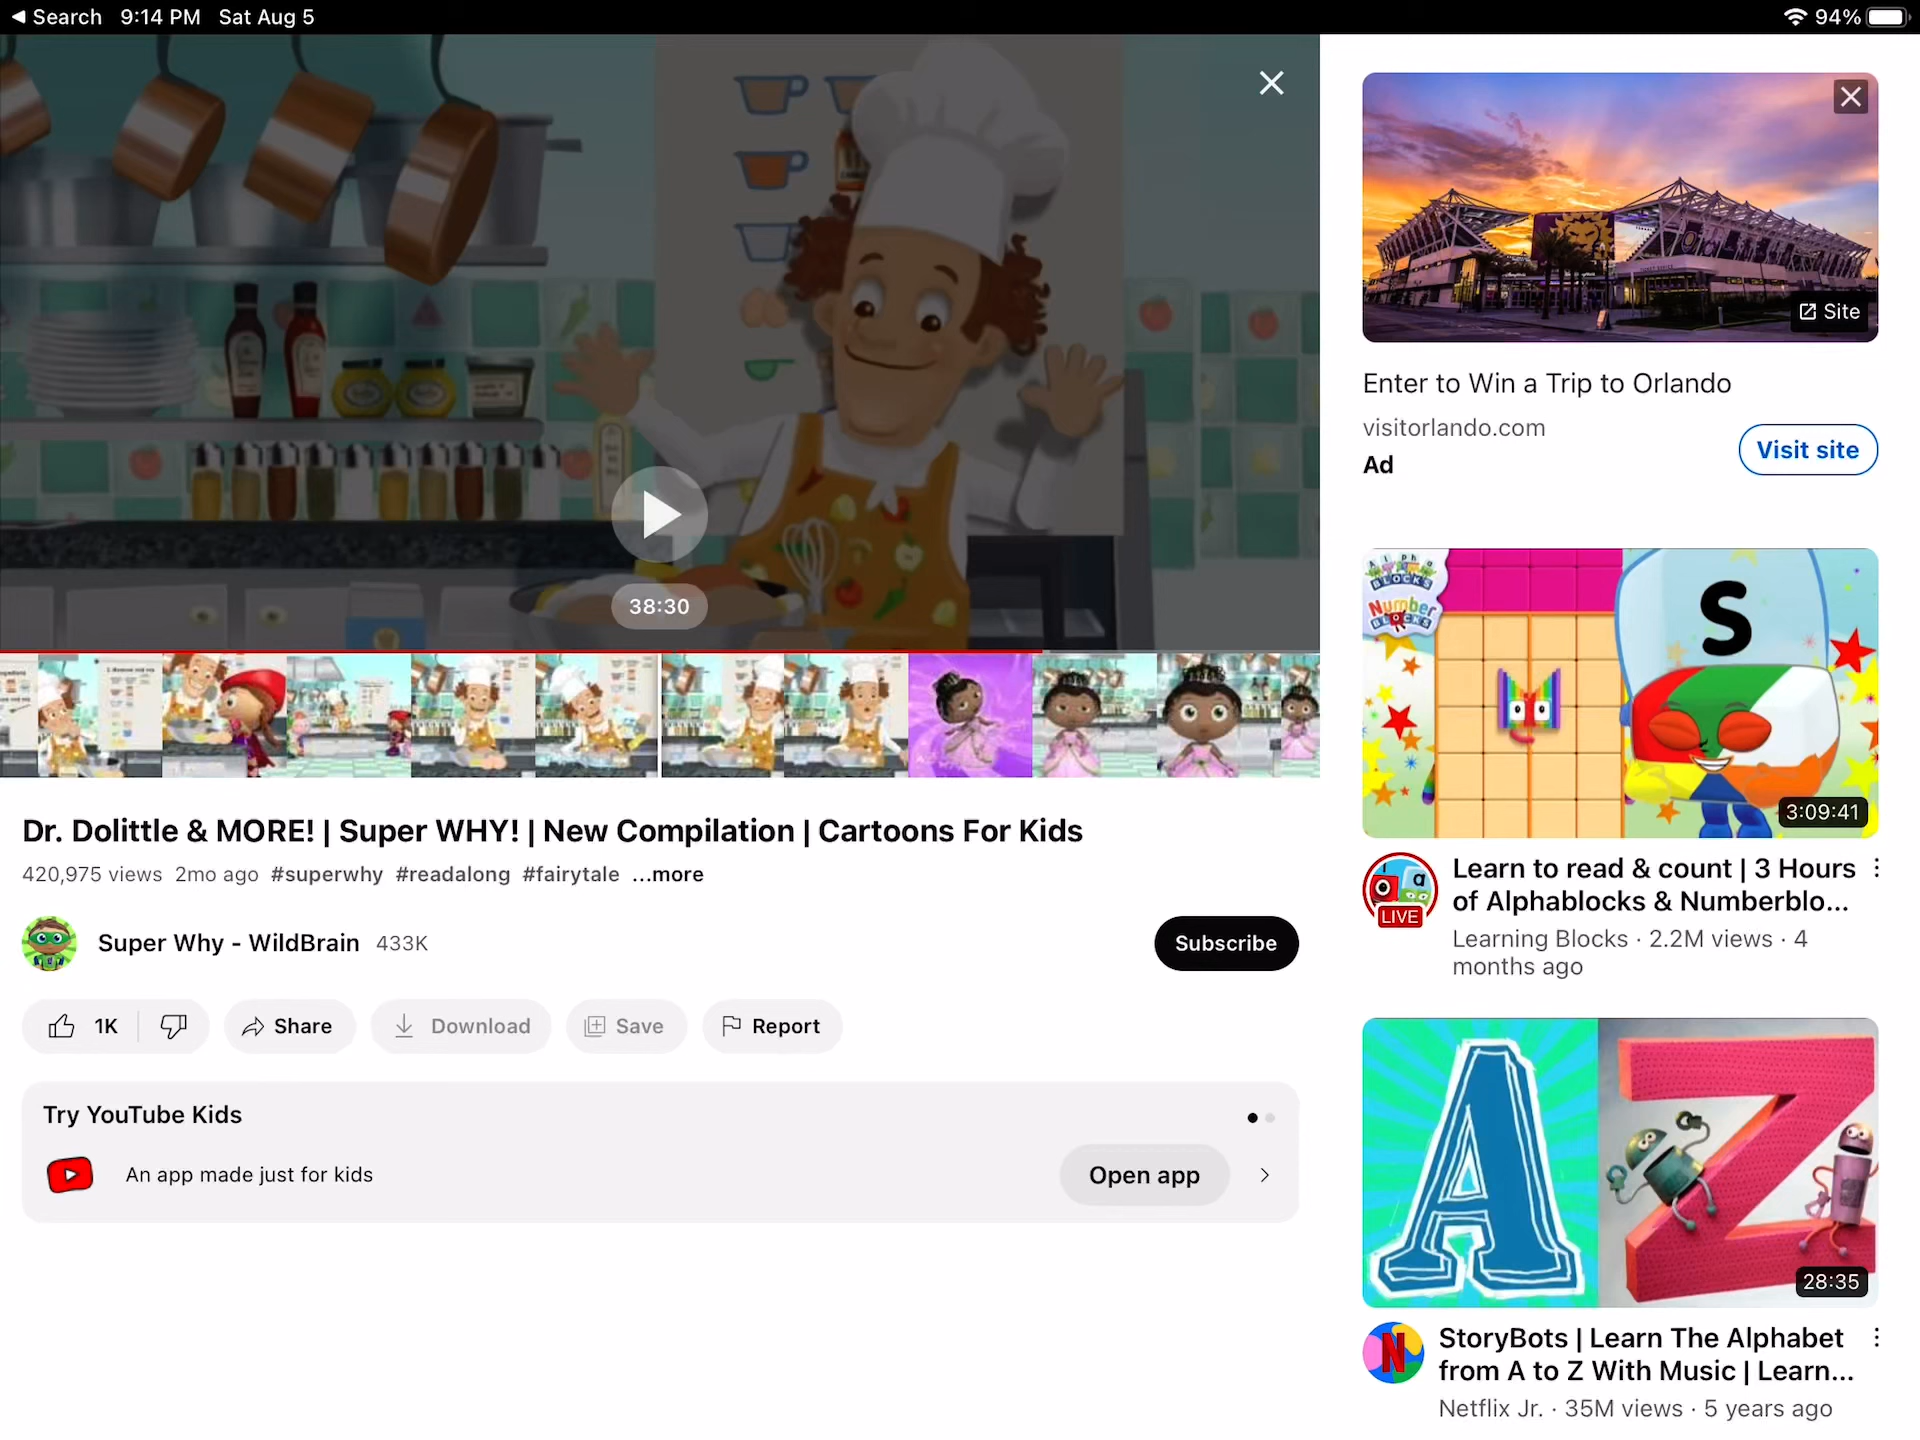 ◀ Search 9:14 PM Sat Aug 5
94%
38:30
Dr. Dolittle & MORE! | Super WHY! | New Compilation | Cartoons For Kids
420,975 views 2mo ago #superwhy #readalong #fairytale ...more
Super Why - WildBrain 433K
Subscribe
1K
Share
Download
Save
Report
Try YouTube Kids
An app made just for kids
Open app
Site
Enter to Win a Trip to Orlando
visitorlando.com
Ad
Visit site
Alpha
BLOCKS
Number
BLOCKS
S
3:09:41
a
LIVE
Learn to read & count | 3 Hours
of Alphablocks & Numberblo...
Learning Blocks · 2.2M views · 4
months ago
A Z
28:35
N
StoryBots | Learn The Alphabet
from A to Z With Music | Learn...
Netflix Jr. · 35M views · 5 years ago